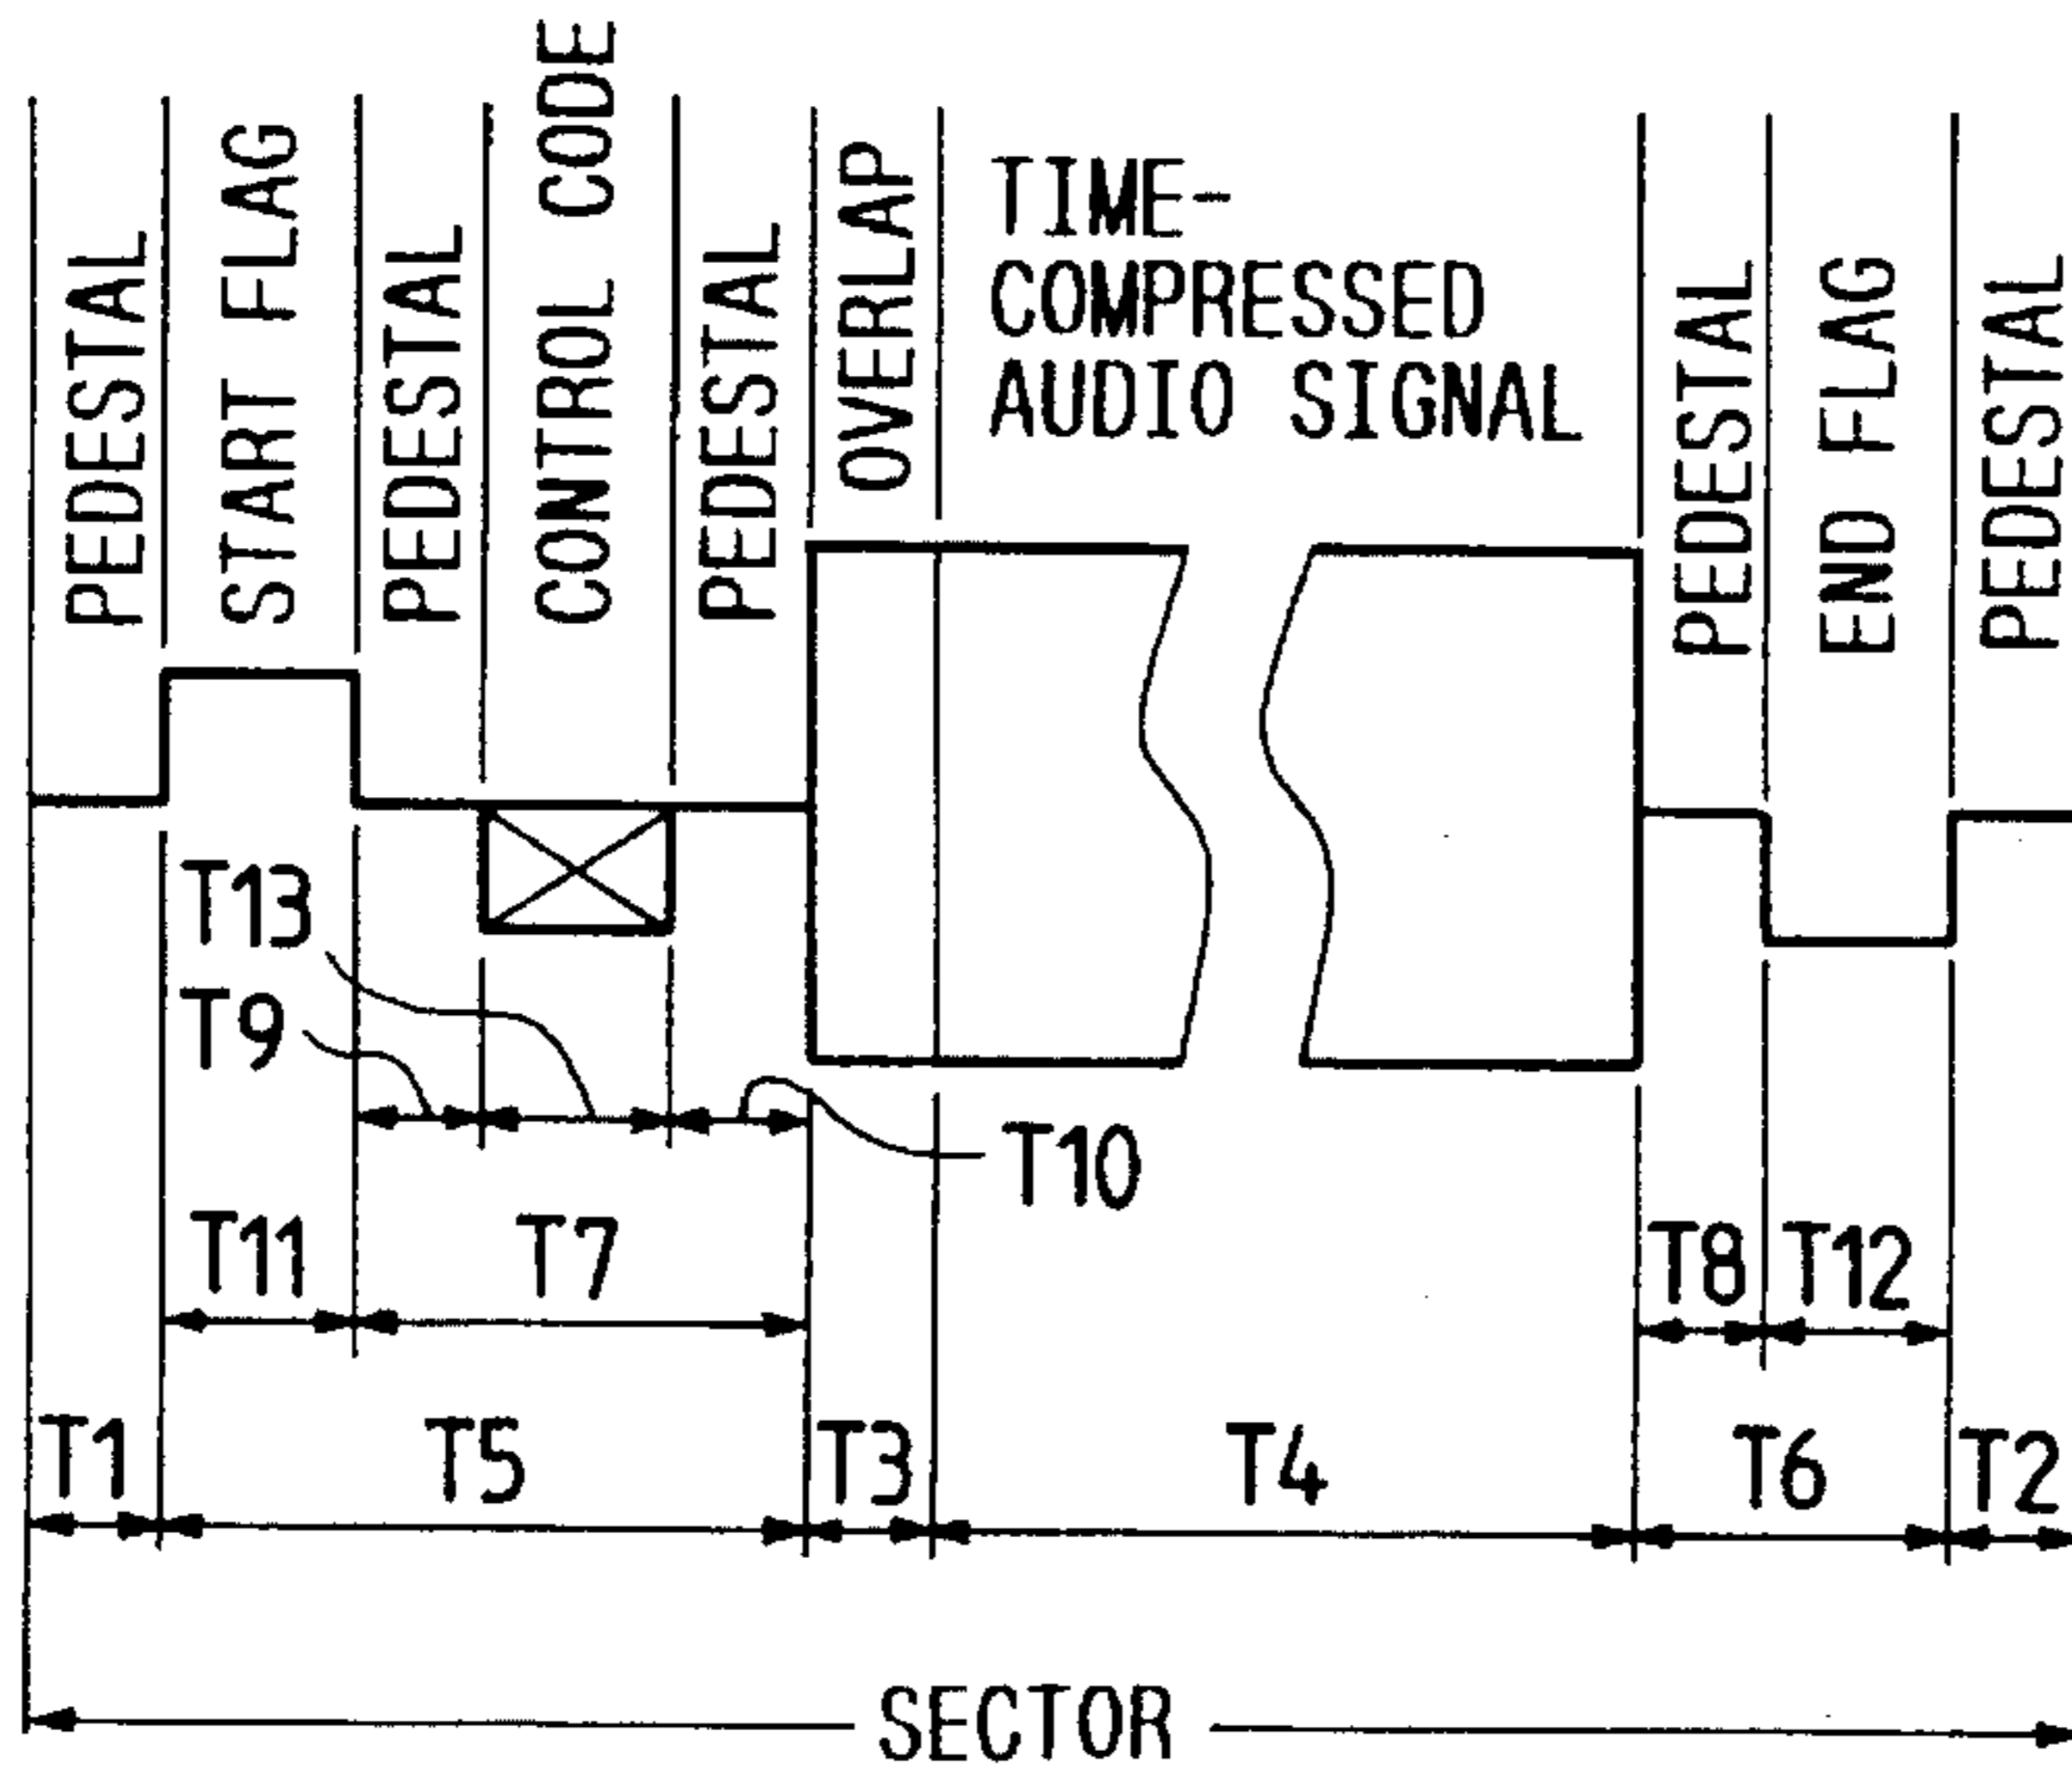 PEDESTAL
START FLAG
PEDESTAL
CONTROL CODE
PEDESTAL
OVERLAP
TIME-
COMPRESSED
AUDIO SIGNAL
PEDESTAL
END FLAG
PEDESTAL
T13
T9
T10
T11
T7
T8
T12
T1
T5
T3
T4
T6
T2
SECTOR